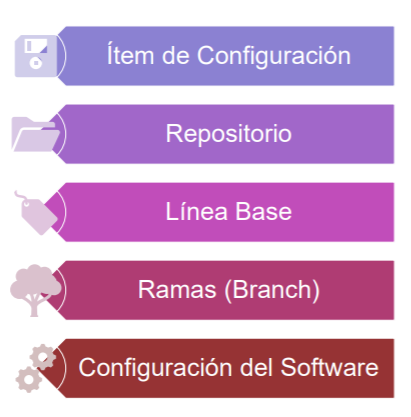 Ítem de Configuración
Repositorio
Línea Base
Ramas (Branch)
Configuración del Software